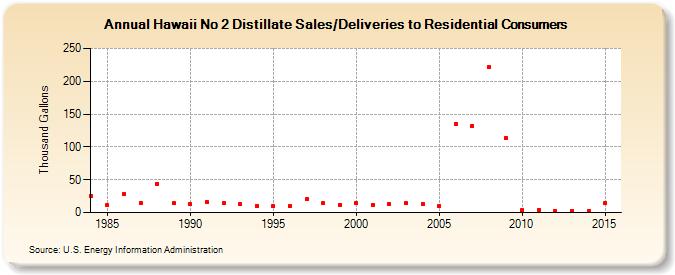 Annual Hawaii No 2 Distillate Sales/Deliveries to Residential Consumers
Thousand Gallons
250
200
150
100
50
0
1985 1990 1995 2000 2005 2010 2015
Source: U.S. Energy Information Administration